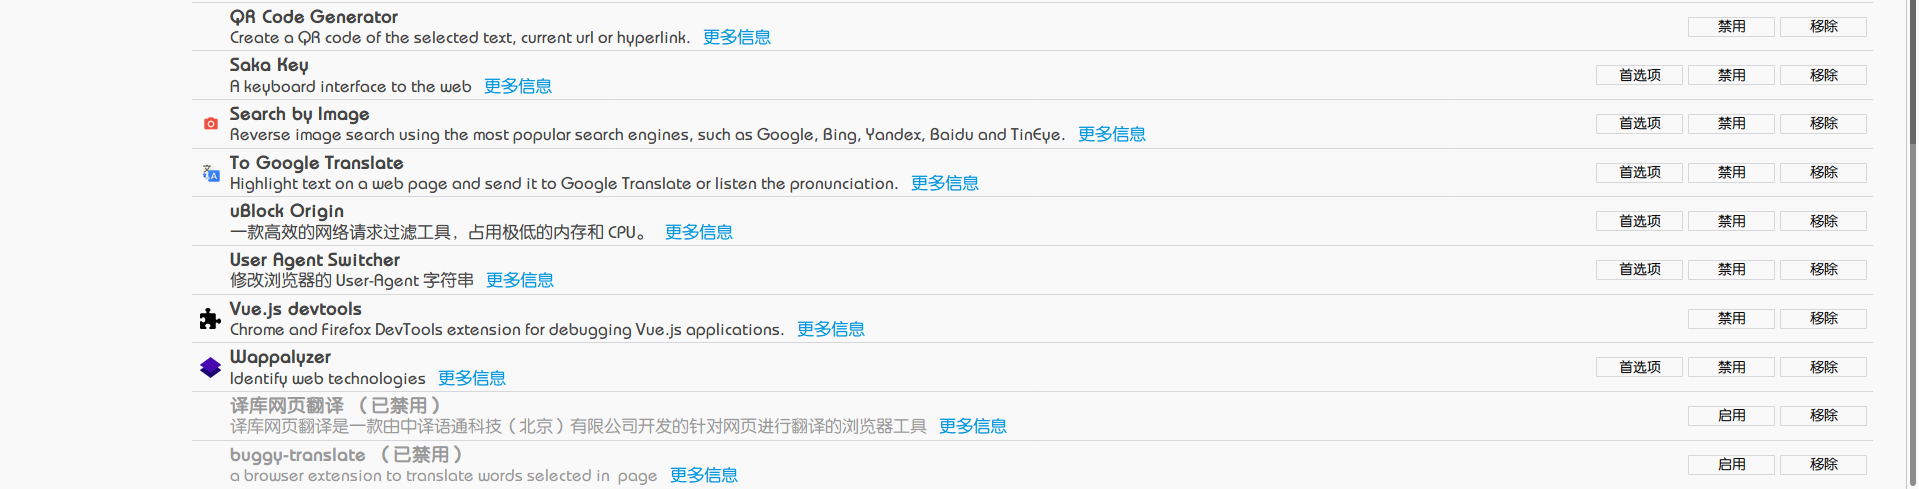 QR Code Generator
Create a QR code of the selected text, current url or hyperlink. 更多信息 禁用 移除
Saka Key
A keyboard interface to the web 更多信息 首选项 禁用 移除
Search by Image
Reverse image search using the most popular search engines, such as Google, Bing, Yandex, Baidu and TinEye. 更多信息 首选项 禁用 移除
To Google Translate
Highlight text on a web page and send it to Google Translate or listen the pronunciation. 更多信息 首选项 禁用 移除
uBlock Origin
一款高效的网络请求过滤工具，占用极低的内存和 CPU。 更多信息 首选项 禁用 移除
User Agent Switcher
修改浏览器的 User-Agent 字符串 更多信息 首选项 禁用 移除
Vue.js devtools
Chrome and Firefox DevTools extension for debugging Vue.js applications. 更多信息 禁用 移除
Wappalyzer
Identify web technologies 更多信息 首选项 禁用 移除
译库网页翻译 （已禁用）
译库网页翻译是一款由中译语通科技（北京）有限公司开发的针对网页进行翻译的浏览器工具 更多信息 启用 移除
buggy-translate （已禁用）
a browser extension to translate words selected in page 更多信息 启用 移除